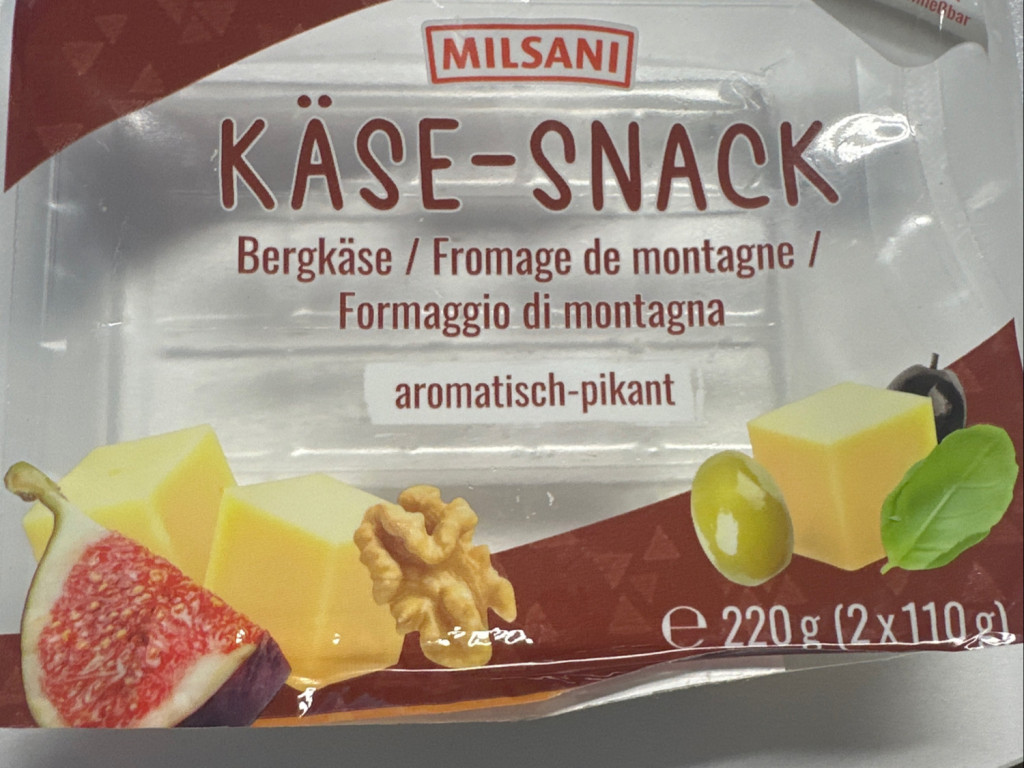 MILSANI
KÄSE-SNACK
Bergkäse / Fromage de montagne /
Formaggio di montagna
aromatisch-pikant
℮ 220 g (2 x 110 g)